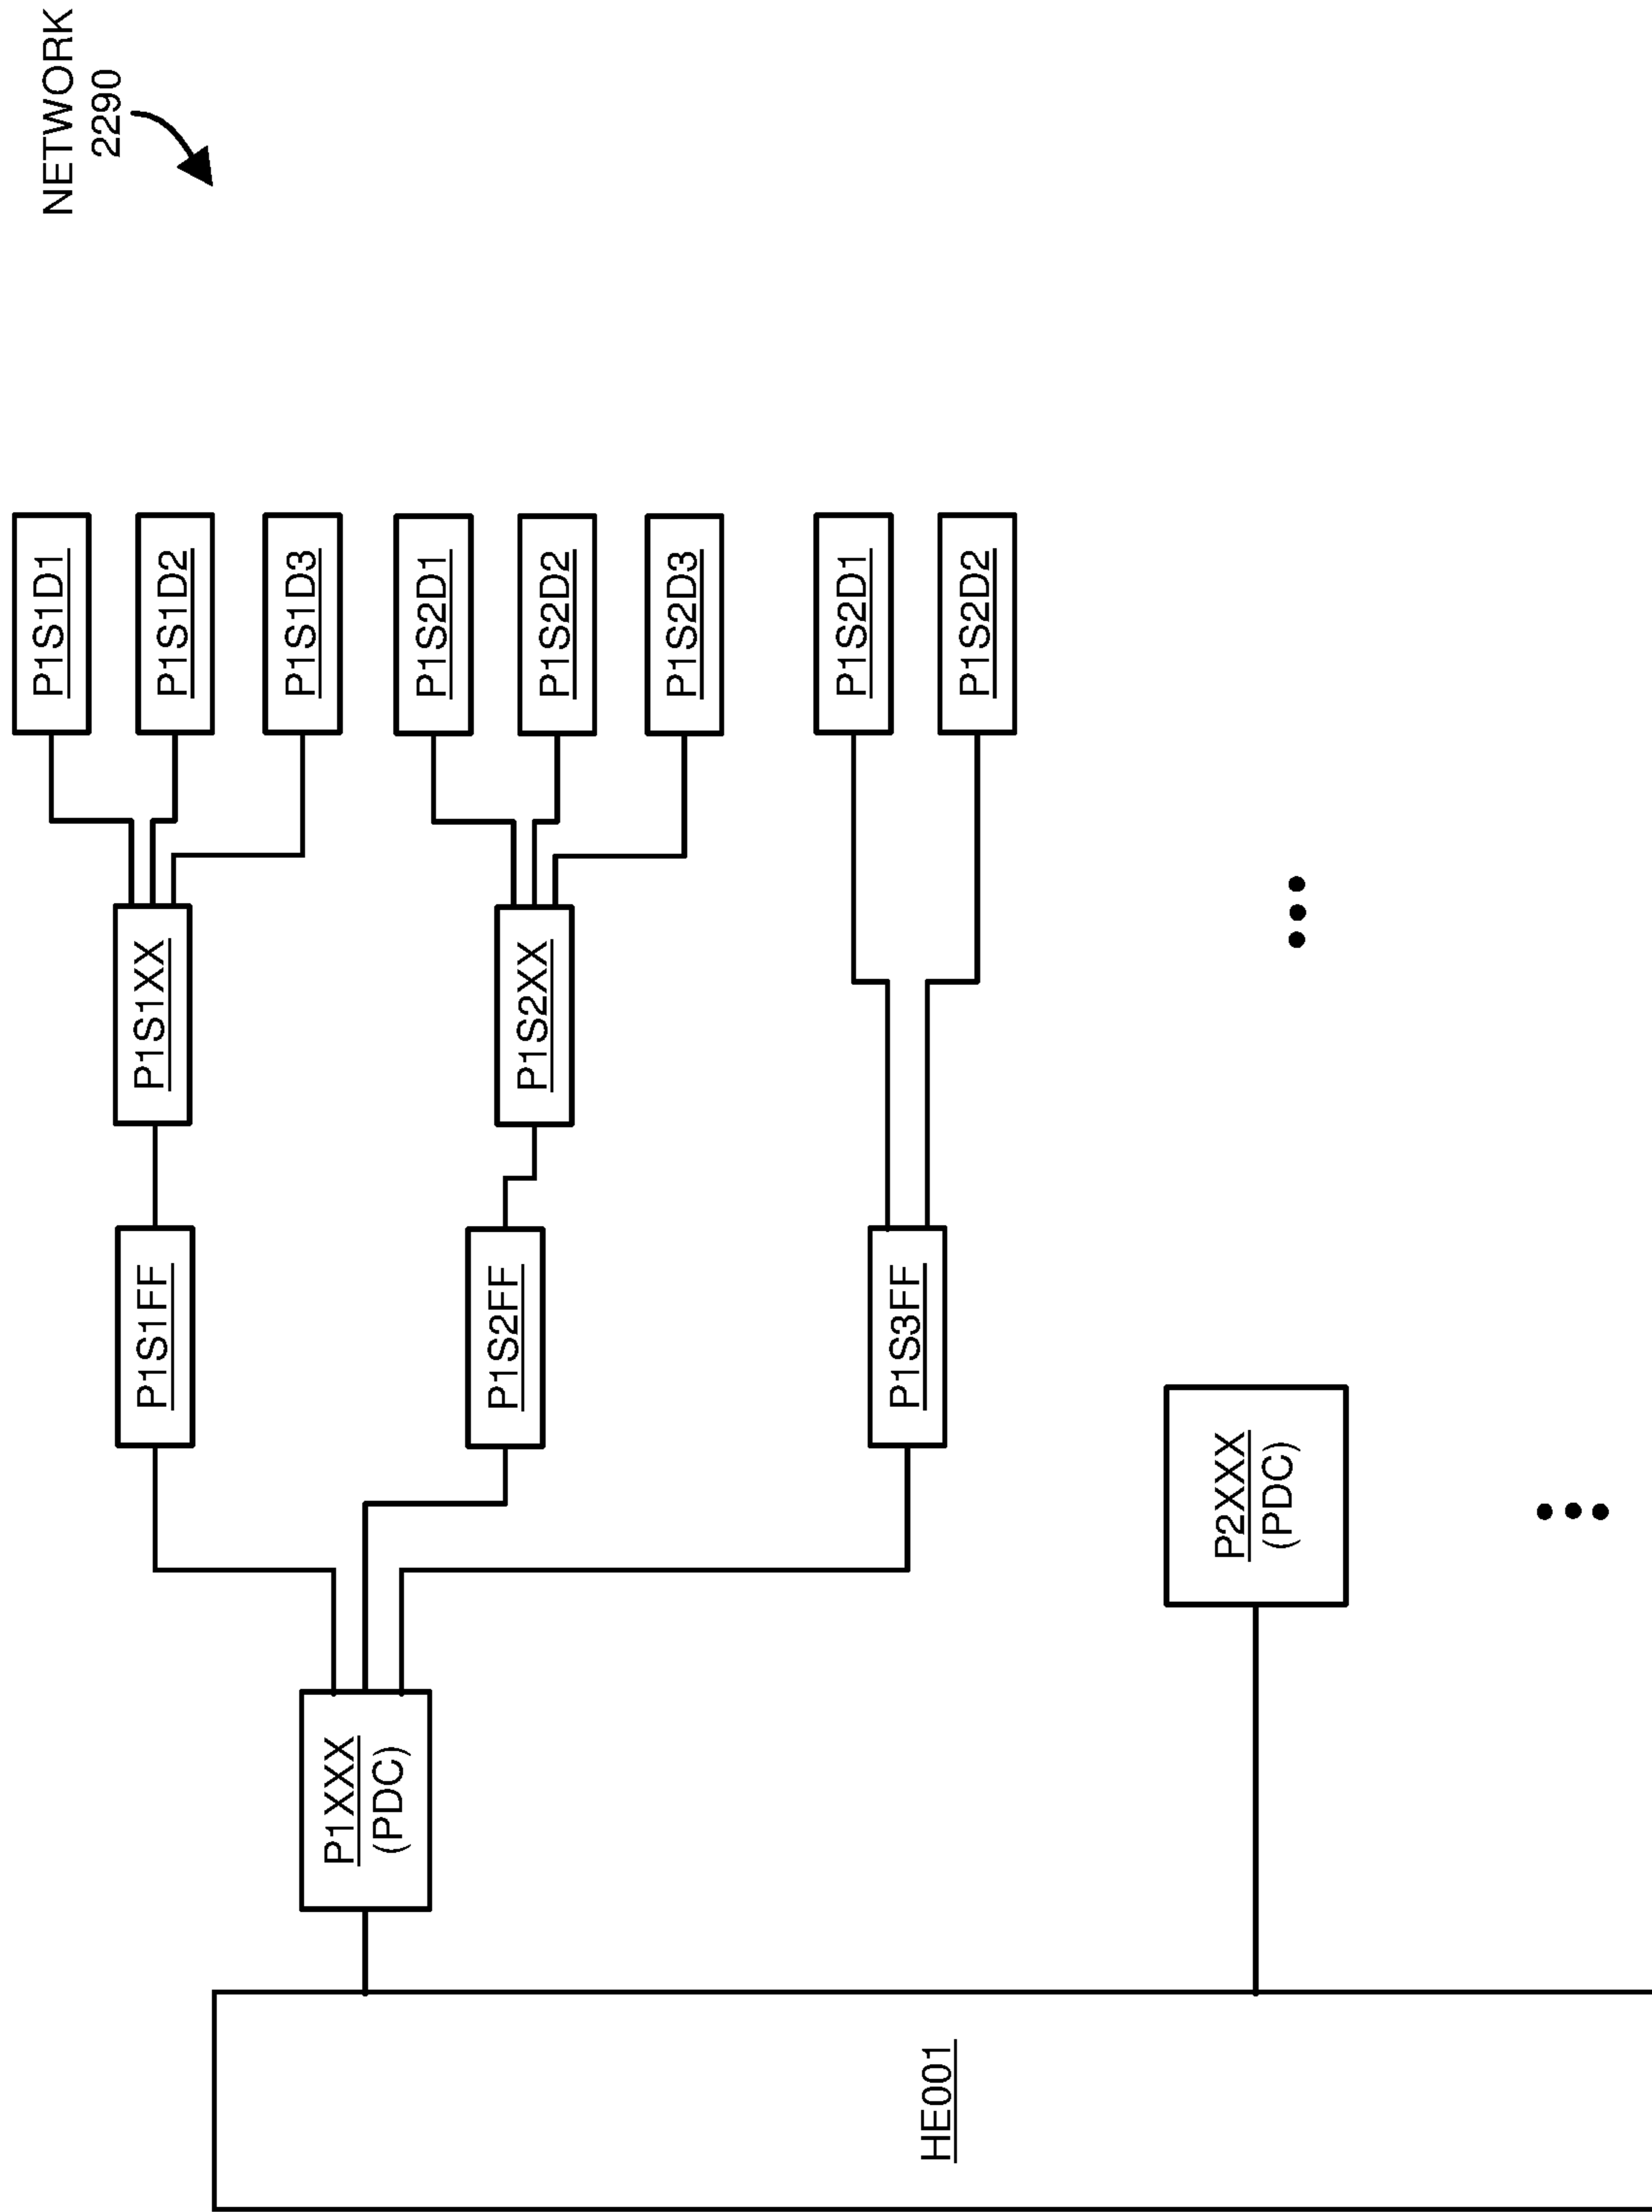 NETWORK
2290
P1S1D1
P1S1D2
P1S1D3
P1S2D1
P1S2D2
P1S2D3
P1S2D1
P1S2D2
P1S1XX
P1S2XX
P1S1FF
P1S2FF
P1S3FF
P1XXX
(PDC)
P2XXX
(PDC)
HE001